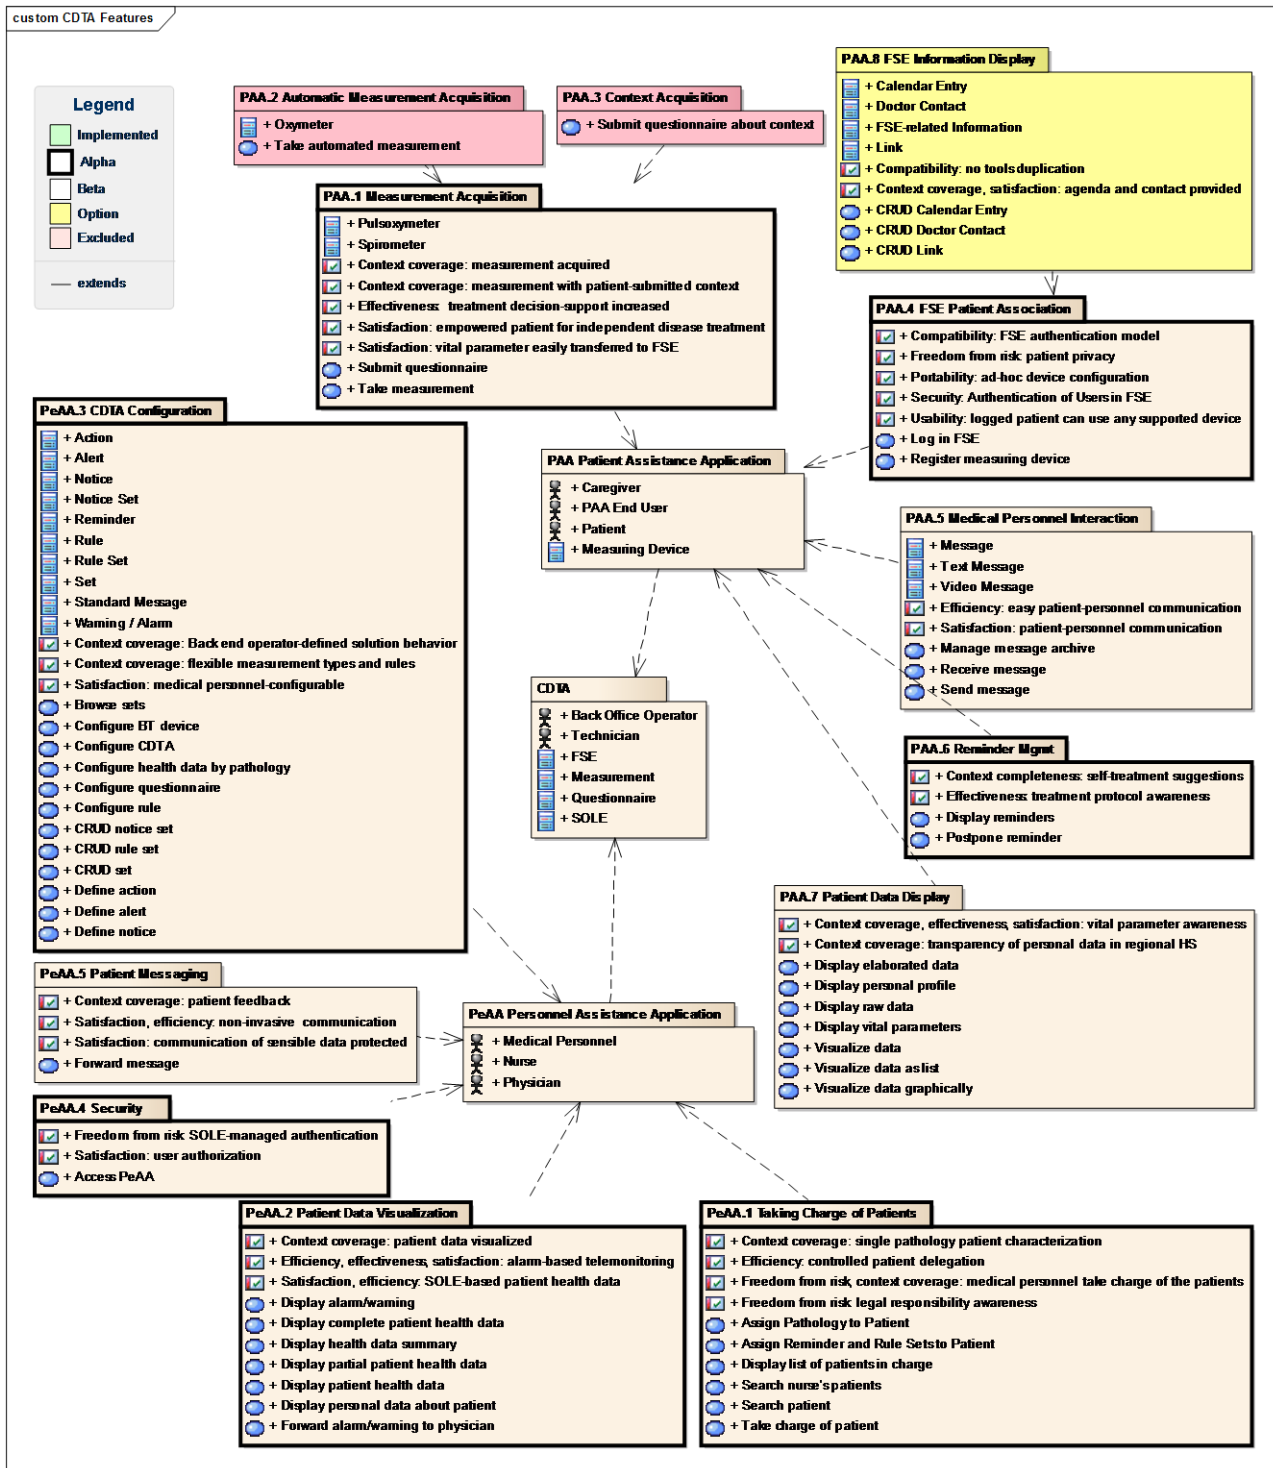 custom CDTA Features
Legend
Implemented
Alpha
Beta
Option
Excluded
extends
PAA.2 Automatic Measurement Acquisition
+ Oxymeter
+ Take automated measurement
PAA.3 Context Acquisition
+ Submit questionnaire about context
PAA.8 FSE Information Display
+ Calendar Entry
+ Doctor Contact
+ FSE-related Information
+ Link
+ Compatibility: no tools duplication
+ Context coverage, satisfaction: agenda and contact provided
+ CRUD Calendar Entry
+ CRUD Doctor Contact
+ CRUD Link
PAA.1 Measurement Acquisition
+ Pulsoxymeter
+ Spirometer
+ Context coverage: measurement acquired
+ Context coverage: measurement with patient-submitted context
+ Effectiveness: treatment decision-support increased
+ Satisfaction: empowered patient for independent disease treatment
+ Satisfaction: vital parameter easily transferred to FSE
+ Submit questionnaire
+ Take measurement
PAA.4 FSE Patient Association
+ Compatibility: FSE authentication model
+ Freedom from risk: patient privacy
+ Portability: ad-hoc device configuration
+ Security: Authentication of Users in FSE
+ Usability: logged patient can use any supported device
+ Log in FSE
+ Register measuring device
PeAA.3 CDTA Configuration
+ Action
+ Alert
+ Notice
+ Notice Set
+ Reminder
+ Rule
+ Rule Set
+ Set
+ Standard Message
+ Warning / Alarm
+ Context coverage: Back end operator-defined solution behavior
+ Context coverage: flexible measurement types and rules
+ Satisfaction: medical personnel-configurable
+ Browse sets
+ Configure BT device
+ Configure CDTA
+ Configure health data by pathology
+ Configure questionnaire
+ Configure rule
+ CRUD notice set
+ CRUD rule set
+ CRUD set
+ Define action
+ Define alert
+ Define notice
PAA Patient Assistance Application
+ Caregiver
+ PAA End User
+ Patient
+ Measuring Device
PAA.5 Medical Personnel Interaction
+ Message
+ Text Message
+ Video Message
+ Efficiency: easy patient-personnel communication
+ Satisfaction: patient-personnel communication
+ Manage message archive
+ Receive message
+ Send message
CDTA
+ Back Office Operator
+ Technician
+ FSE
+ Measurement
+ Questionnaire
+ SOLE
PAA.6 Reminder Mgmt
+ Context completeness: self-treatment suggestions
+ Effectiveness: treatment protocol awareness
+ Display reminders
+ Postpone reminder
PAA.7 Patient Data Display
+ Context coverage, effectiveness, satisfaction: vital parameter awareness
+ Context coverage: transparency of personal data in regional HS
+ Display elaborated data
+ Display personal profile
+ Display raw data
+ Display vital parameters
+ Visualize data
+ Visualize data as list
+ Visualize data graphically
PeAA.5 Patient Messaging
+ Context coverage: patient feedback
+ Satisfaction, efficiency: non-invasive communication
+ Satisfaction: communication of sensible data protected
+ Forward message
PeAA Personnel Assistance Application
+ Medical Personnel
+ Nurse
+ Physician
PeAA.4 Security
+ Freedom from risk SOLE-managed authentication
+ Satisfaction: user authorization
+ Access PeAA
PeAA.2 Patient Data Visualization
+ Context coverage: patient data visualized
+ Efficiency, effectiveness, satisfaction: alarm-based telemonitoring
+ Satisfaction, efficiency: SOLE-based patient health data
+ Display alarm/warning
+ Display complete patient health data
+ Display health data summary
+ Display partial patient health data
+ Display patient health data
+ Display personal data about patient
+ Forward alarm/warning to physician
PeAA.1 Taking Charge of Patients
+ Context coverage: single pathology patient characterization
+ Efficiency: controlled patient delegation
+ Freedom from risk, context coverage: medical personnel take charge of the patients
+ Freedom from risk legal responsibility awareness
+ Assign Pathology to Patient
+ Assign Reminder and Rule Sets to Patient
+ Display list of patients in charge
+ Search nurse's patients
+ Search patient
+ Take charge of patient